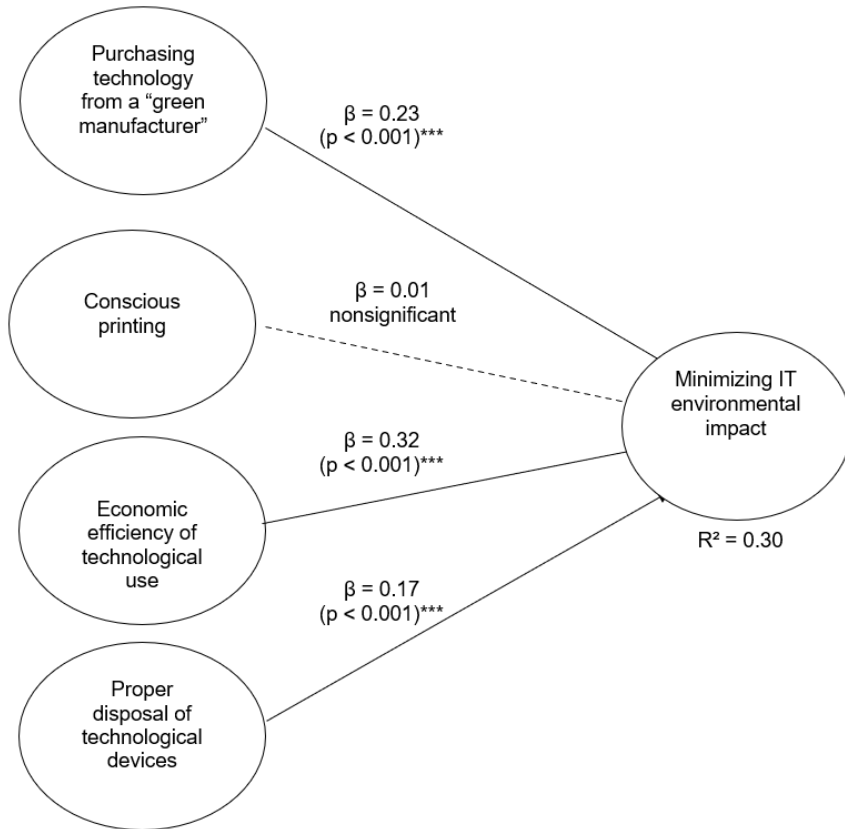 Purchasing
technology
from a “green
manufacturer”
β = 0.23
(p < 0.001)***
Conscious
printing
β = 0.01
nonsignificant
Minimizing IT
environmental
impact
R² = 0.30
Economic
efficiency of
technological
use
β = 0.32
(p < 0.001)***
Proper
disposal of
technological
devices
β = 0.17
(p < 0.001)***